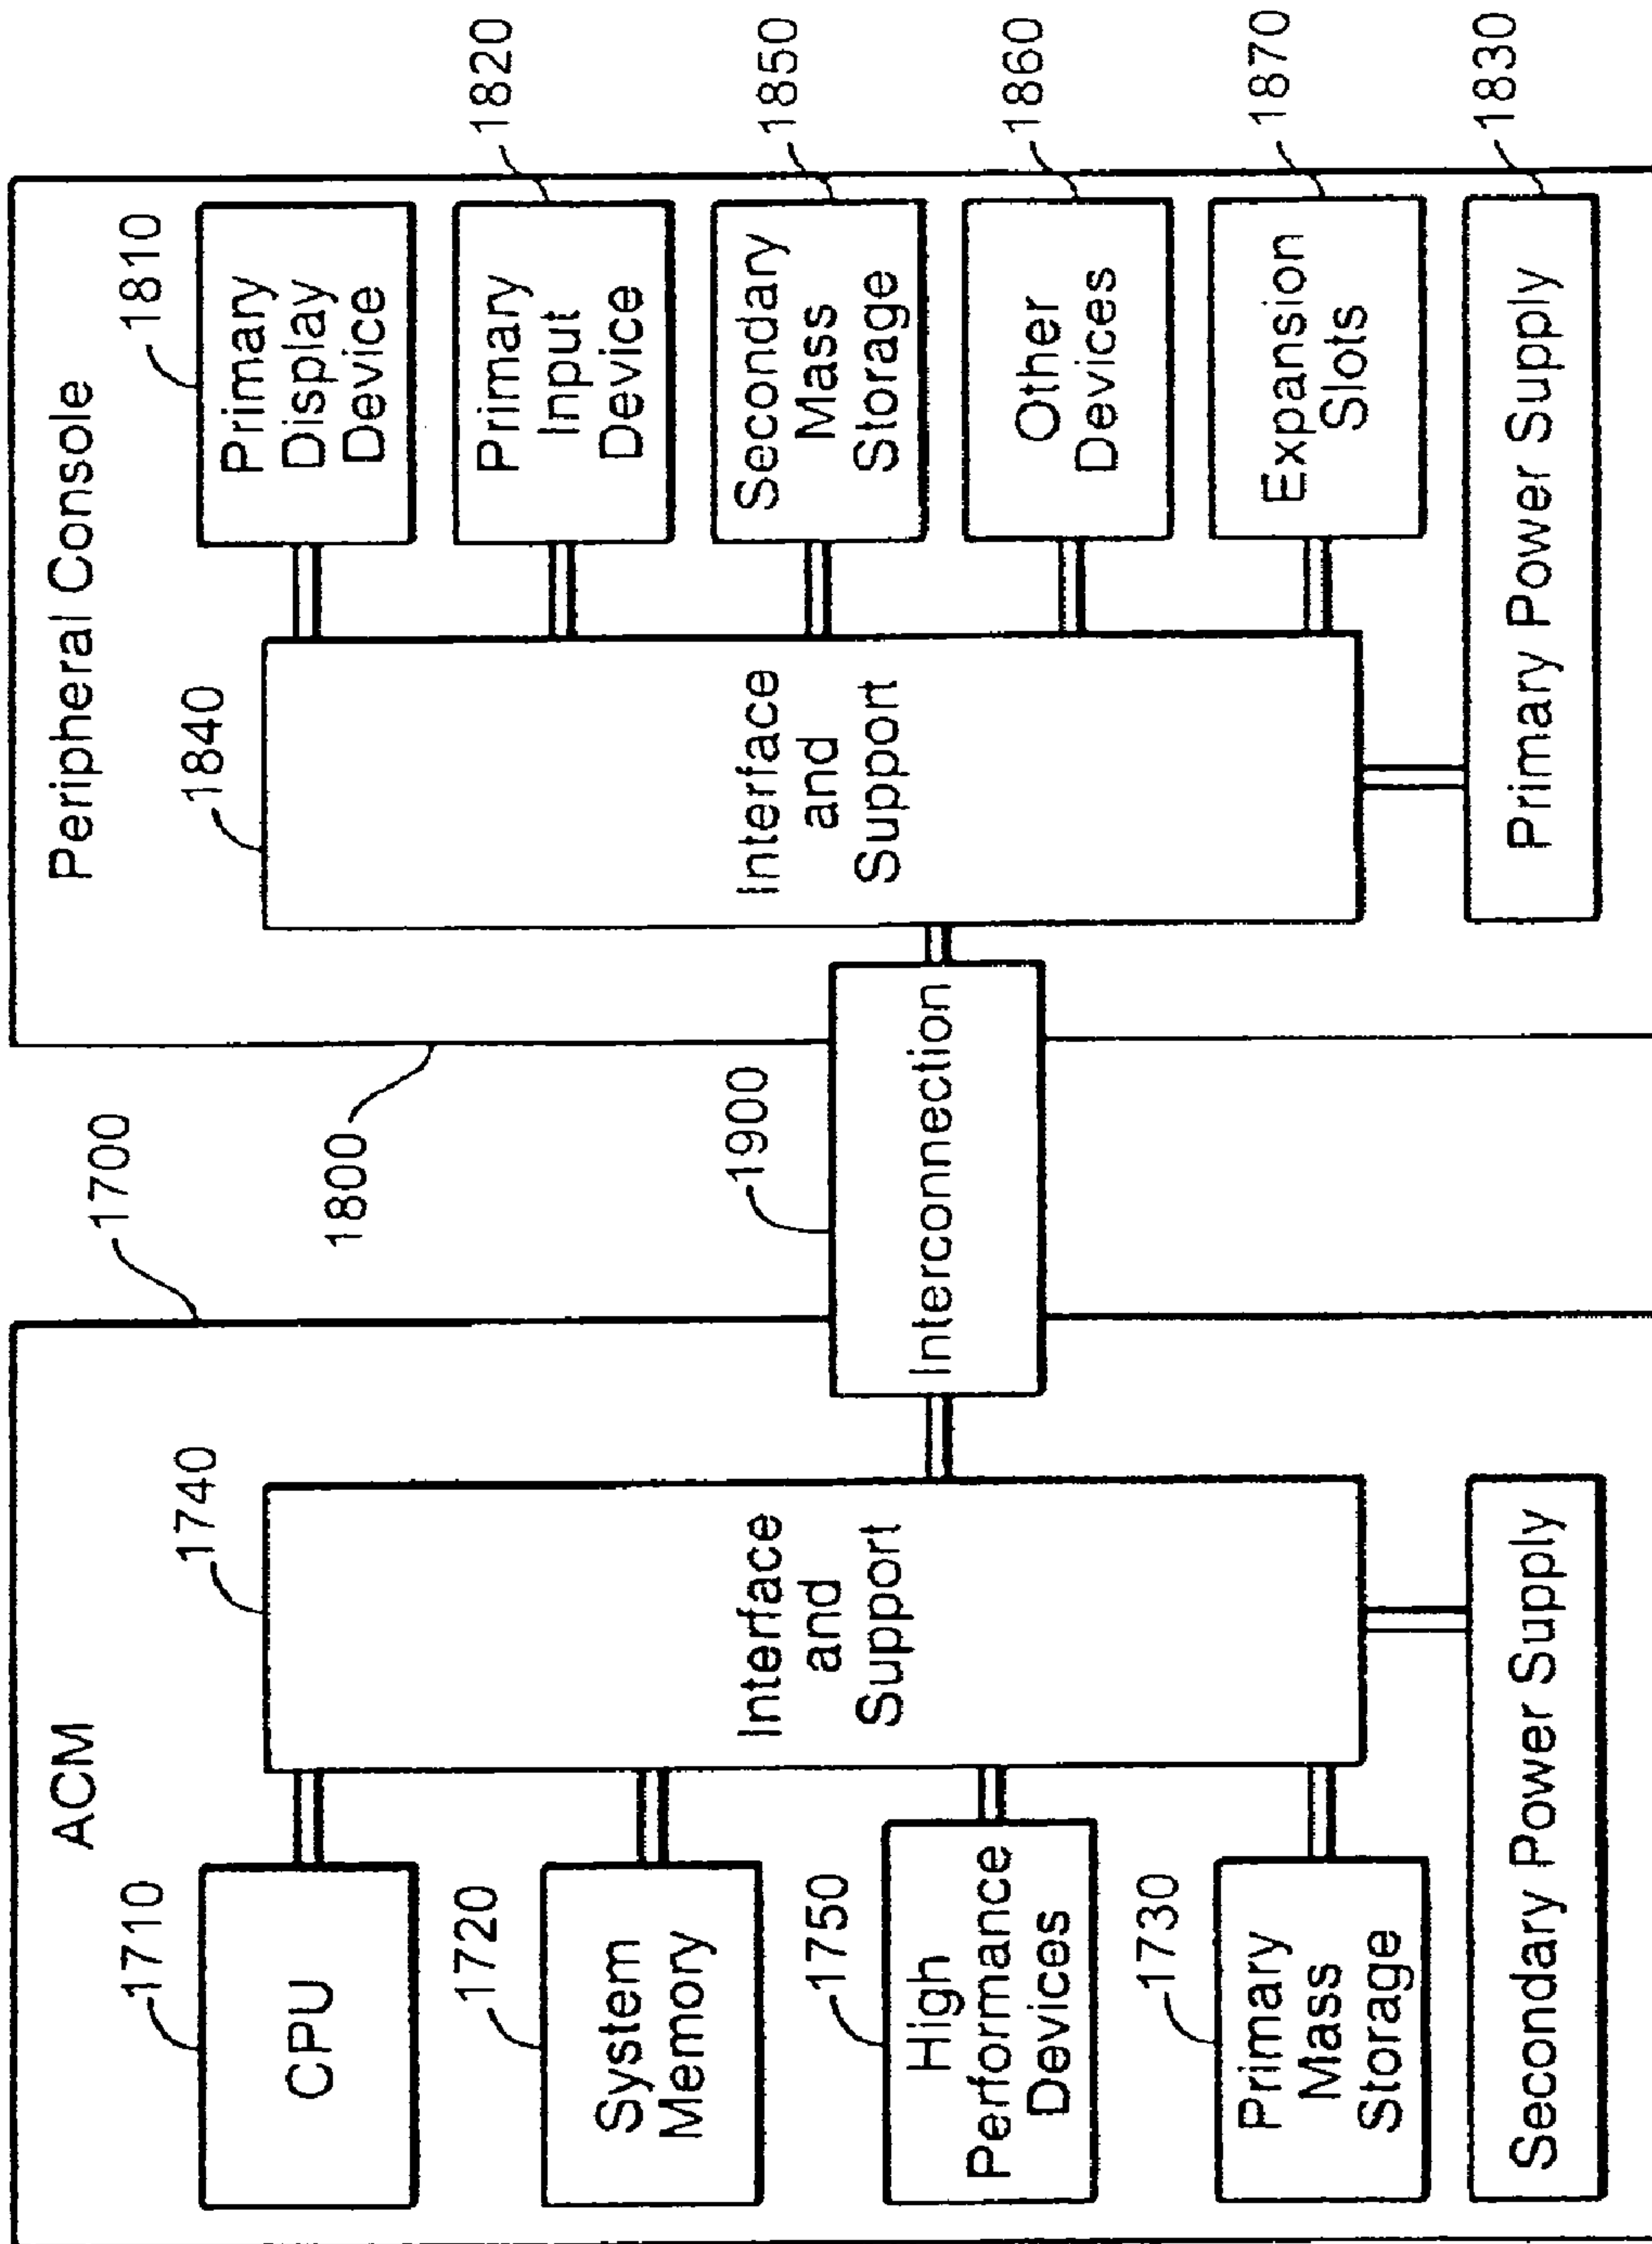 ACM
1700
1710
CPU
1720
System
Memory
1750
High
Performance
Devices
1730
Primary
Mass
Storage
1740
Interface
and
Support
Secondary Power Supply
1900
Interconnection
Peripheral Console
1800
1840
Interface
and
Support
1810
Primary
Display
Device
1820
Primary
Input
Device
1850
Secondary
Mass
Storage
1860
Other
Devices
1870
Expansion
Slots
1830
Primary Power Supply